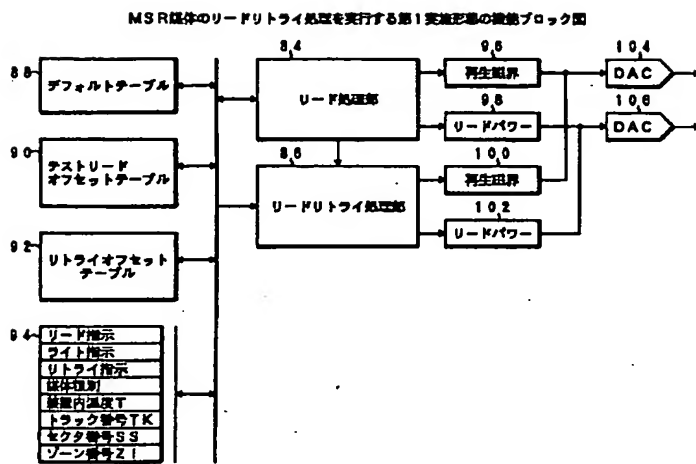 MSR媒体のリードリトライ処理を実行する第1実施形態の機能ブロック図
88
デフォルトテーブル
90
テストリード
オフセットテーブル
92
リトライオフセット
テーブル
94
リード指示
ライト指示
リトライ指示
媒体種別
装置内温度T
トラック番号TK
セクタ番号SS
ゾーン番号Zi
84
リード処理部
86
リードリトライ処理部
96
再生磁界
98
リードパワー
100
再生磁界
102
リードパワー
104
DAC
106
DAC